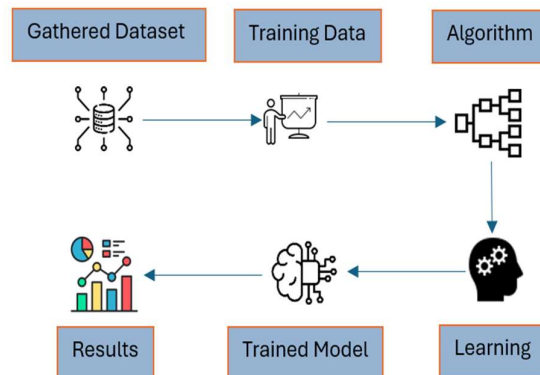 Gathered Dataset
Training Data
Algorithm
Results
Trained Model
Learning